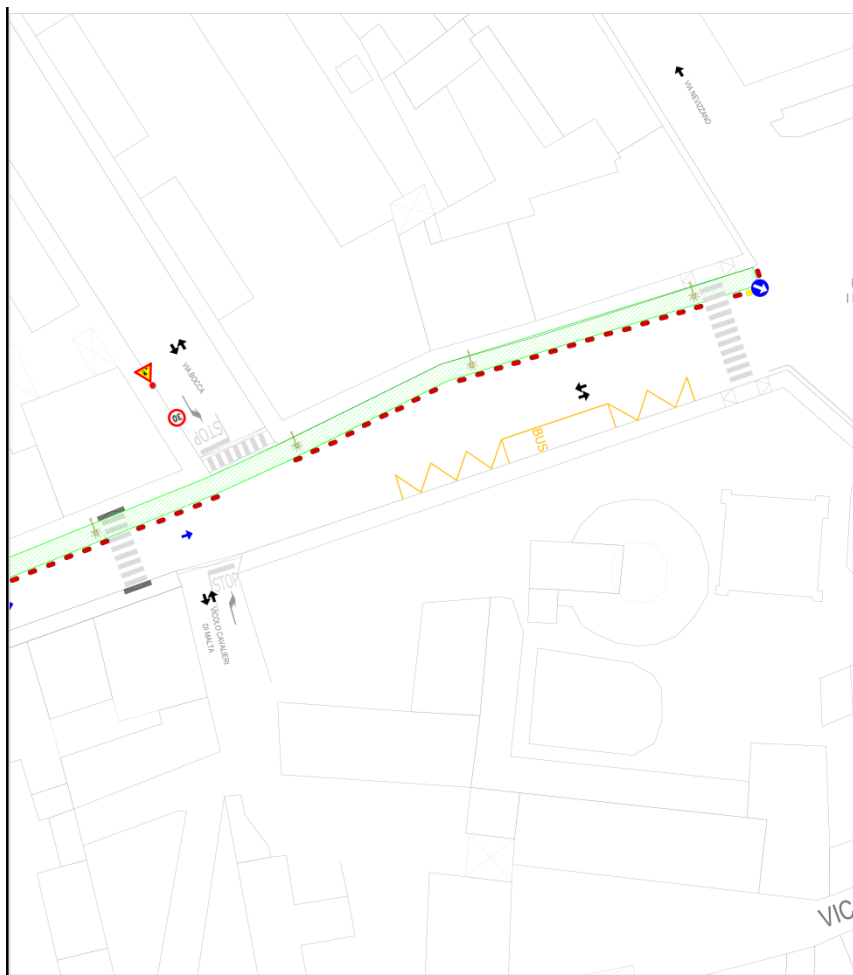 VIA NEVIZZANO
VIA BOCCA
30
STOP
BUS
STOP
VICOLO CAVALIERI
DI MALTA
VIC